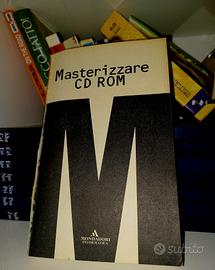 Masterizzare
CD ROM
M
MONDADORI
INFORMATICA
subito